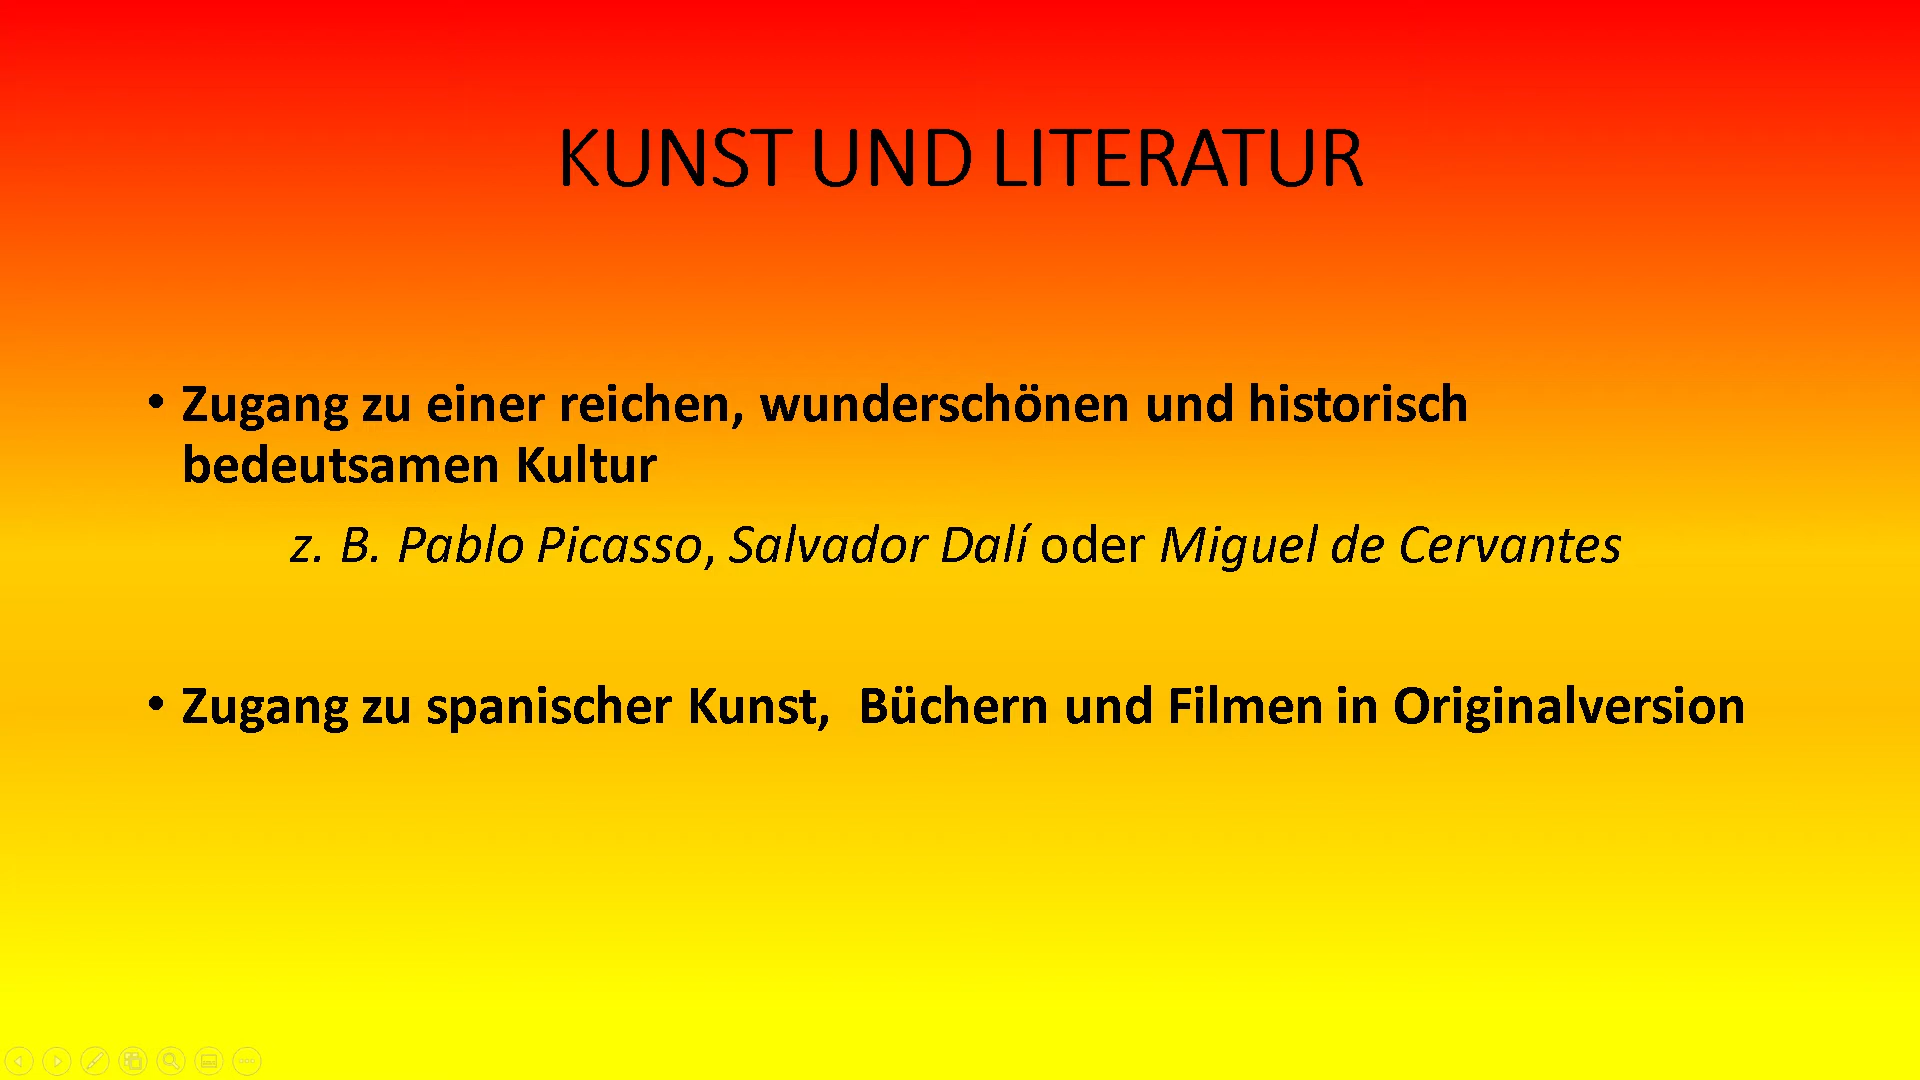 KUNST UND LITERATUR
• Zugang zu einer reichen, wunderschönen und historisch
bedeutsamen Kultur
z. B. Pablo Picasso, Salvador Dalí oder Miguel de Cervantes
• Zugang zu spanischer Kunst,  Büchern und Filmen in Originalversion